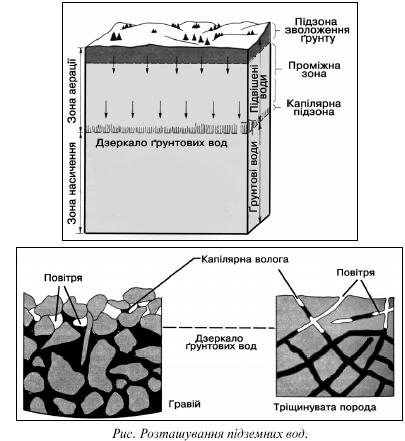 Підзона
зволоження
ґрунту
Проміжна
зона
Капілярна
підзона
Зона аерації
Підвішені
води
Дзеркало ґрунтових вод
Зона насичення
Ґрунтові води
Повітря
Капілярна волога
Повітря
Дзеркало
ґрунтових вод
Гравій
Тріщинувата порода
Рис. Розташування підземних вод.